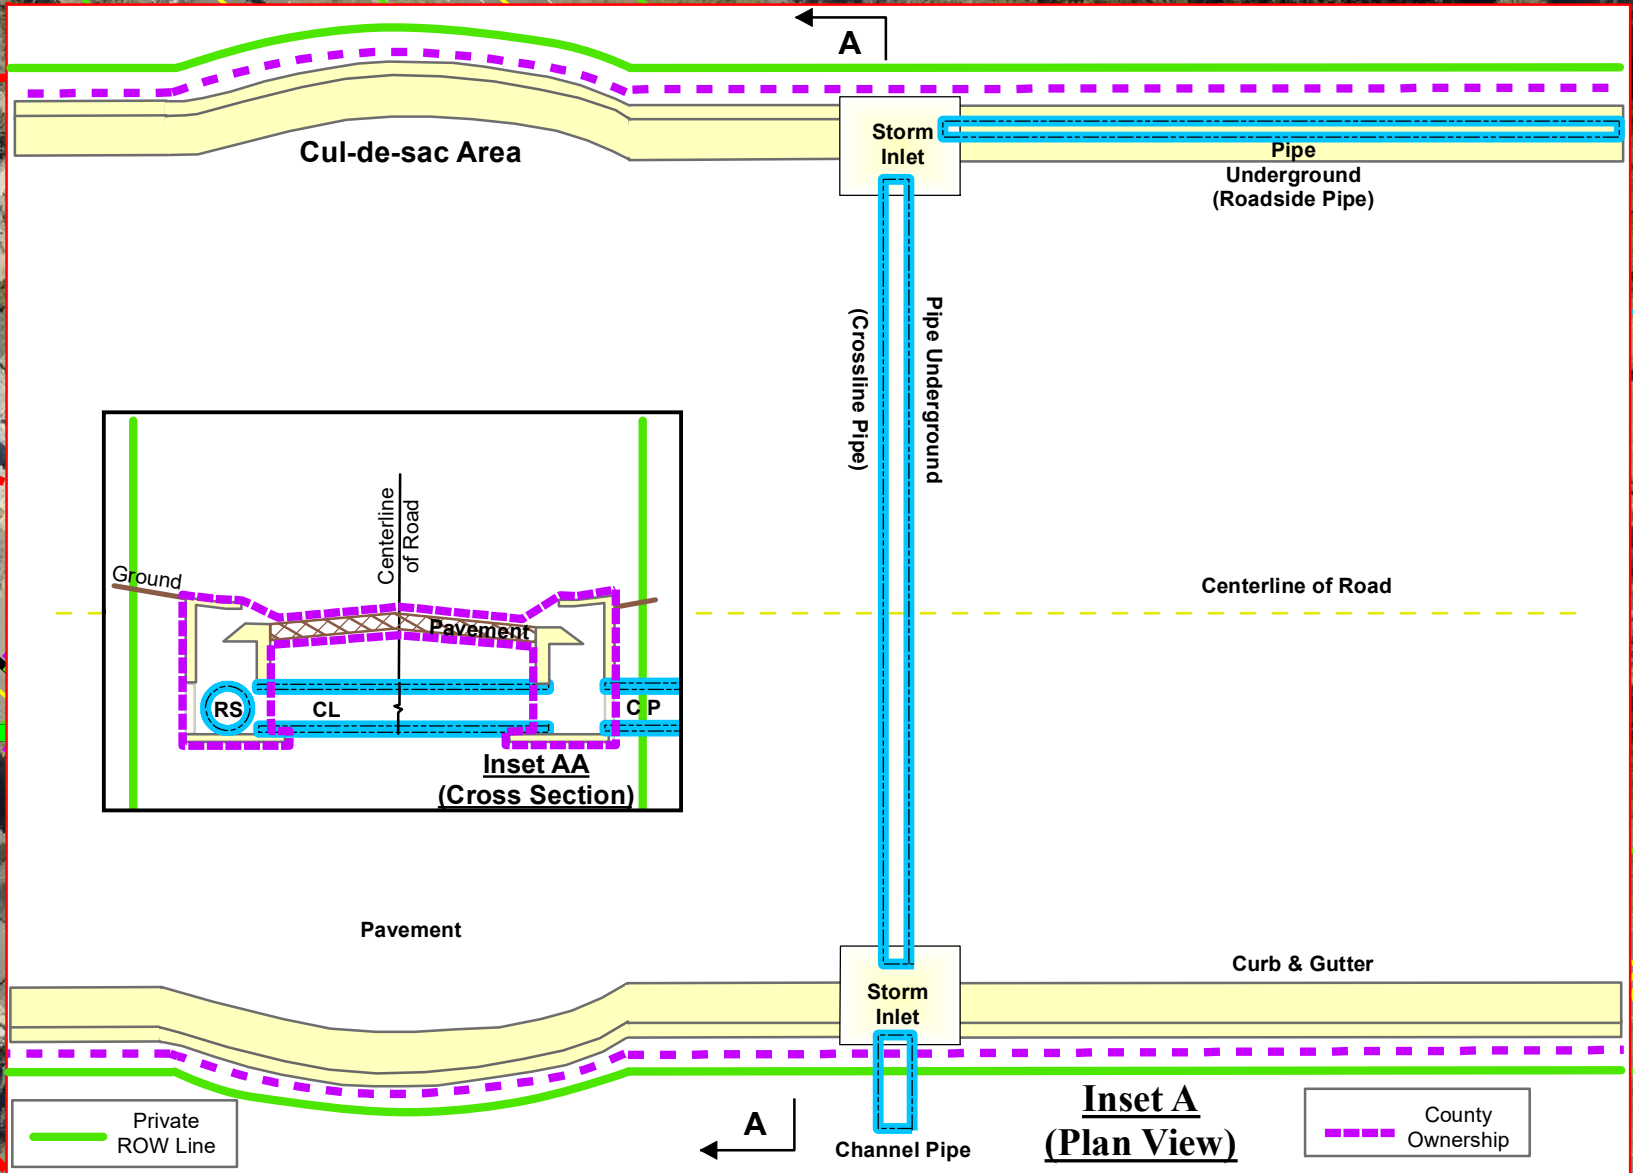 A
Storm
Inlet
Cul-de-sac Area
Pipe
Underground
(Roadside Pipe)
Pipe Underground
(Crossline Pipe)
Centerline
of Road
Ground
Pavement
RS
CL
CP
Inset AA
(Cross Section)
Centerline of Road
Pavement
Curb & Gutter
Storm
Inlet
Private
ROW Line
A
Channel Pipe
Inset A
(Plan View)
County
Ownership